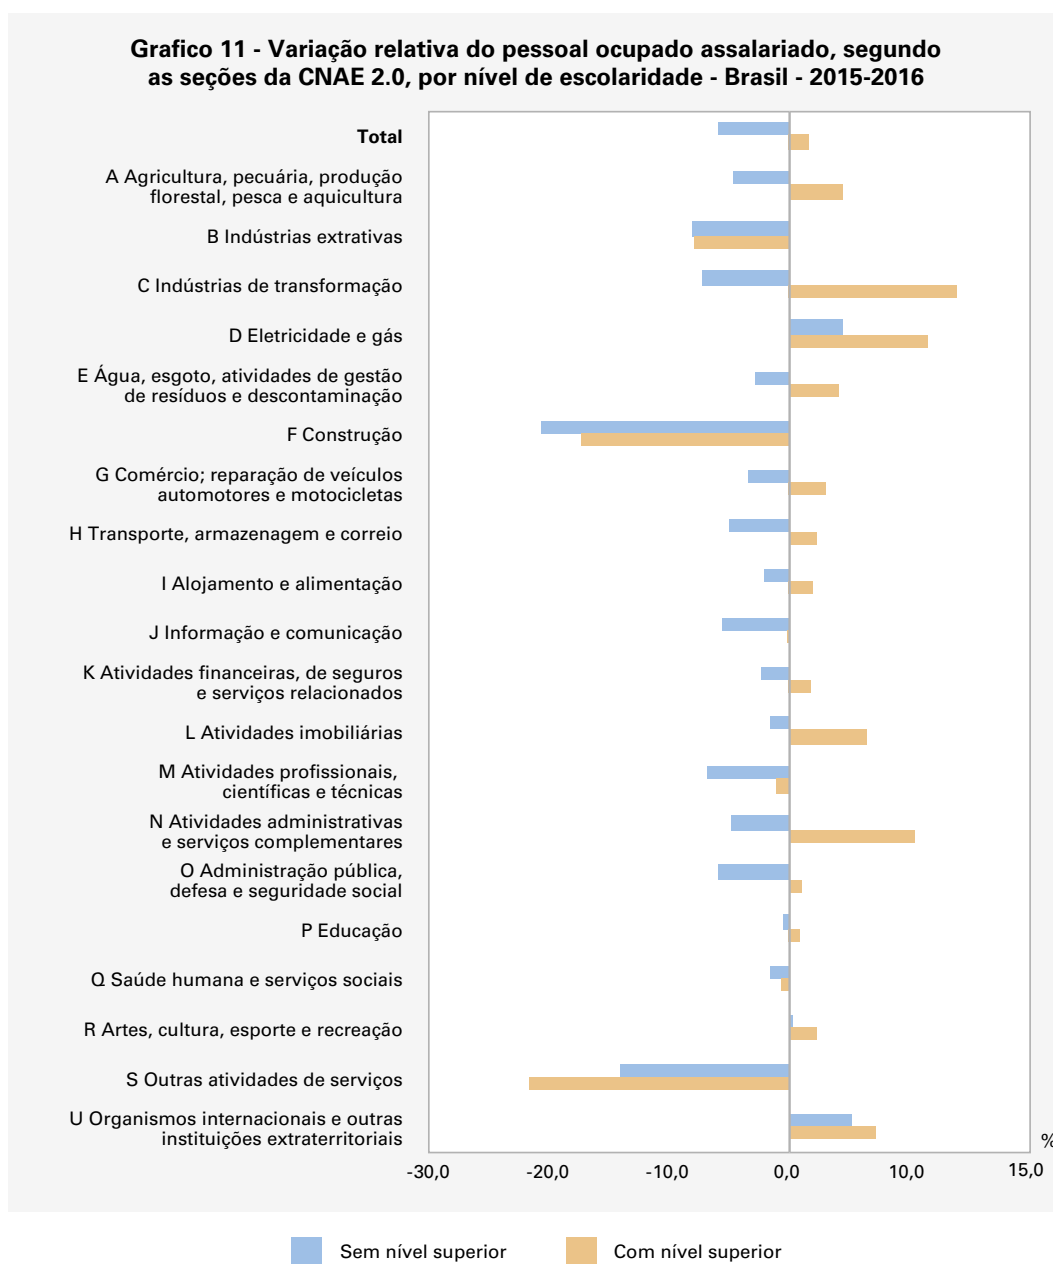 Grafico 11 - Variação relativa do pessoal ocupado assalariado, segundo
as seções da CNAE 2.0, por nível de escolaridade - Brasil - 2015-2016
Total
A Agricultura, pecuária, produção
florestal, pesca e aquicultura
B Indústrias extrativas
C Indústrias de transformação
D Eletricidade e gás
E Água, esgoto, atividades de gestão
de resíduos e descontaminação
F Construção
G Comércio; reparação de veículos
automotores e motocicletas
H Transporte, armazenagem e correio
I Alojamento e alimentação
J Informação e comunicação
K Atividades financeiras, de seguros
e serviços relacionados
L Atividades imobiliárias
M Atividades profissionais,
científicas e técnicas
N Atividades administrativas
e serviços complementares
O Administração pública,
defesa e seguridade social
P Educação
Q Saúde humana e serviços sociais
R Artes, cultura, esporte e recreação
S Outras atividades de serviços
U Organismos internacionais e outras
instituições extraterritoriais
%
-30,0 -20,0 -10,0 0,0 10,0 15,0
Sem nível superior Com nível superior